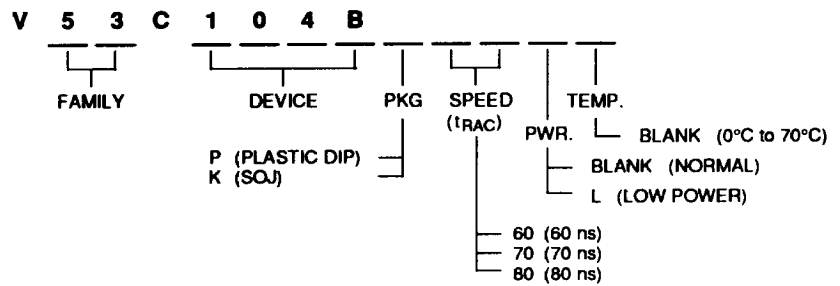 V 5 3 C 1 0 4 B
FAMILY DEVICE PKG SPEED TEMP.
(tRAC) PWR. BLANK (0°C to 70°C)
P (PLASTIC DIP) BLANK (NORMAL)
K (SOJ)
L (LOW POWER)
60 (60 ns)
70 (70 ns)
80 (80 ns)